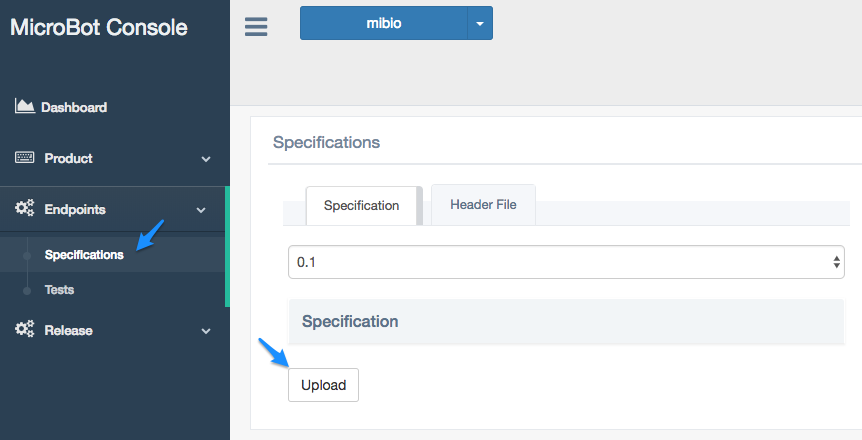 MicroBot Console
mibio
Dashboard
Product
Endpoints
Specifications
Tests
Release
Specifications
Specification
Header File
0.1
Specification
Upload